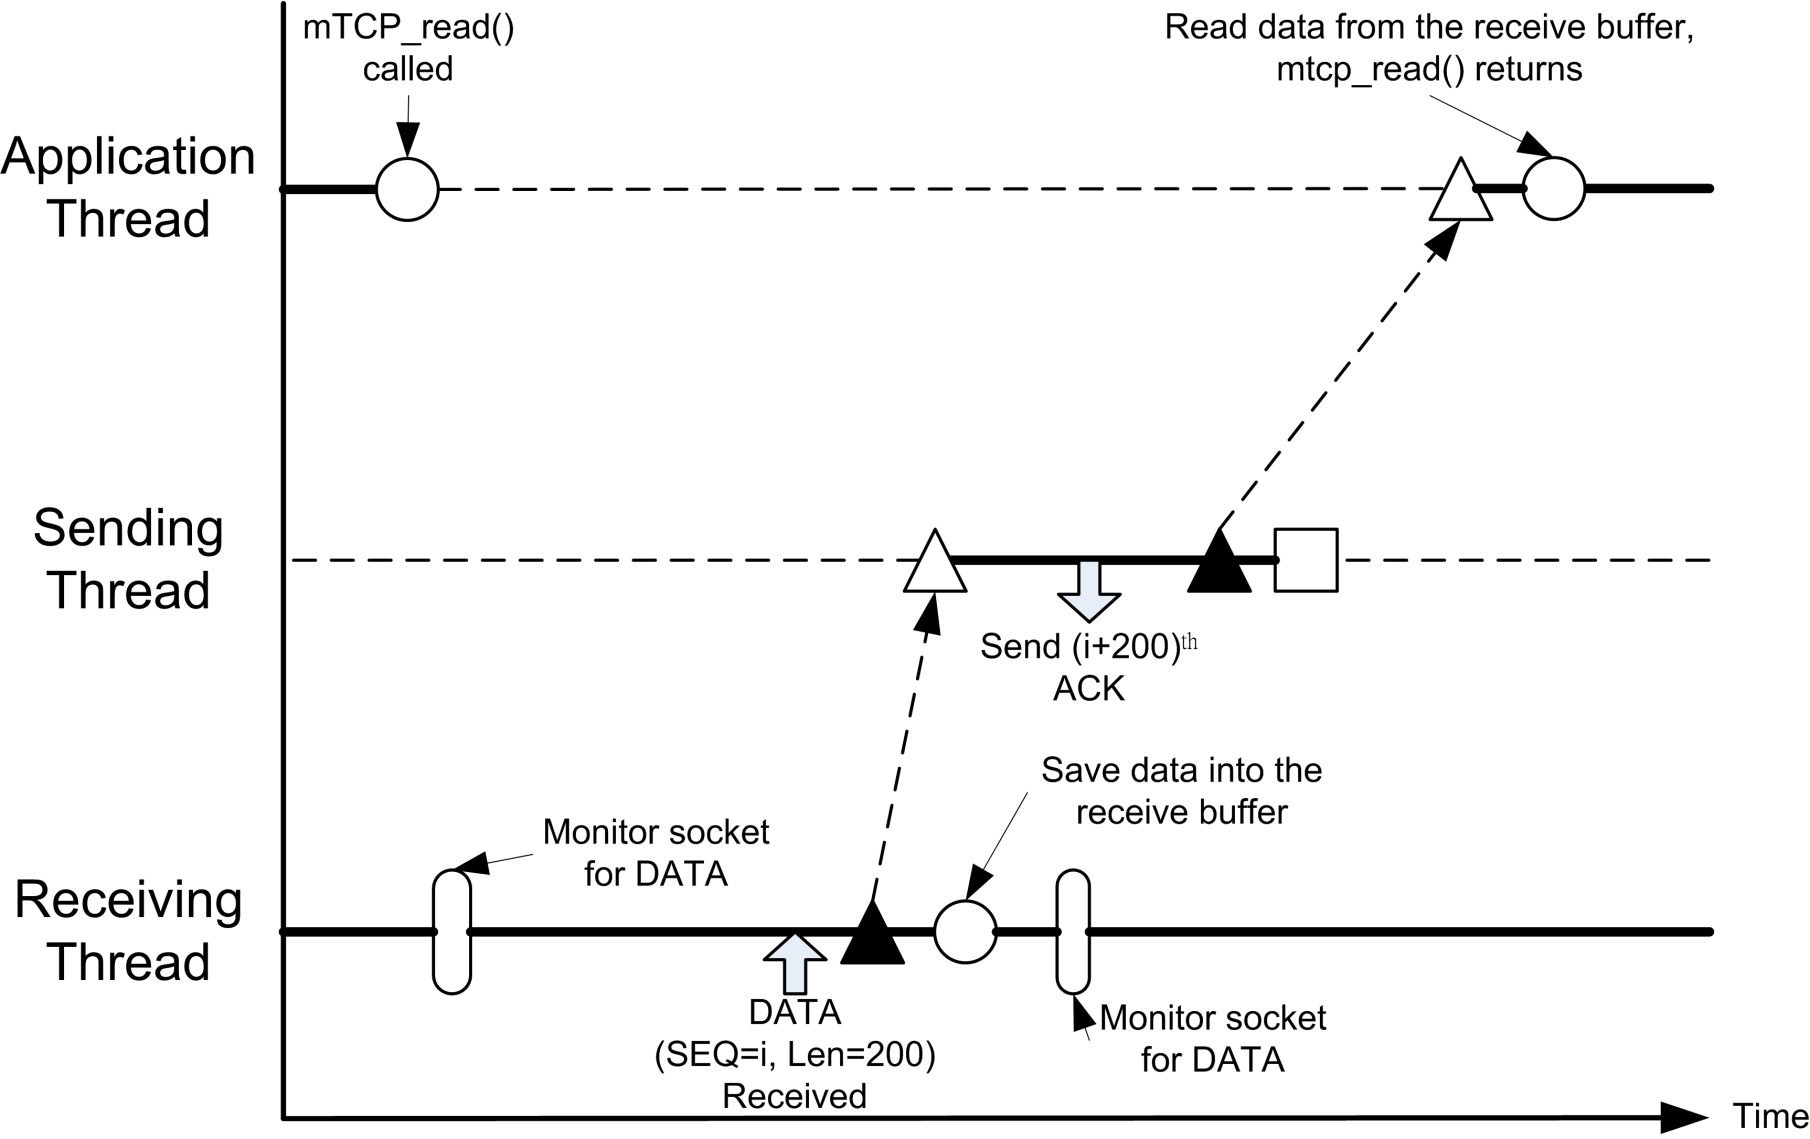 mTCP_read()
called
Read data from the receive buffer,
mtcp_read() returns
Application
Thread
Sending
Thread
Send (i+200)th
ACK
Save data into the
receive buffer
Monitor socket
for DATA
Receiving
Thread
DATA
(SEQ=i, Len=200)
Received
Monitor socket
for DATA
Time